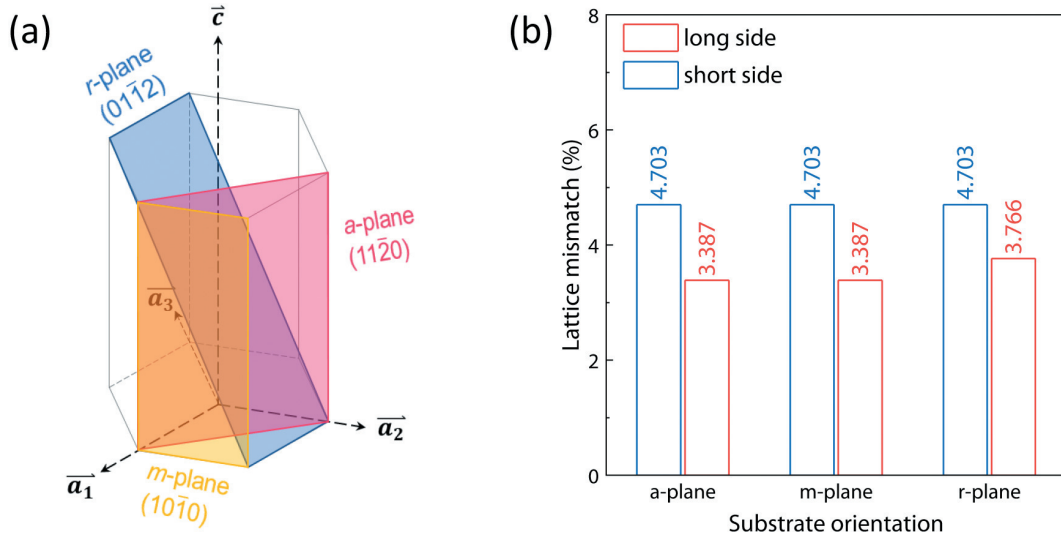 (a)
c
r-plane
(011̄2)
a-plane
(112̄0)
a₃
a₂
a₁
m-plane
(101̄0)
(b)
long side
short side
Lattice mismatch (%)
8
6
4
2
0
4.703
3.387
4.703
3.387
4.703
3.766
a-plane
m-plane
r-plane
Substrate orientation